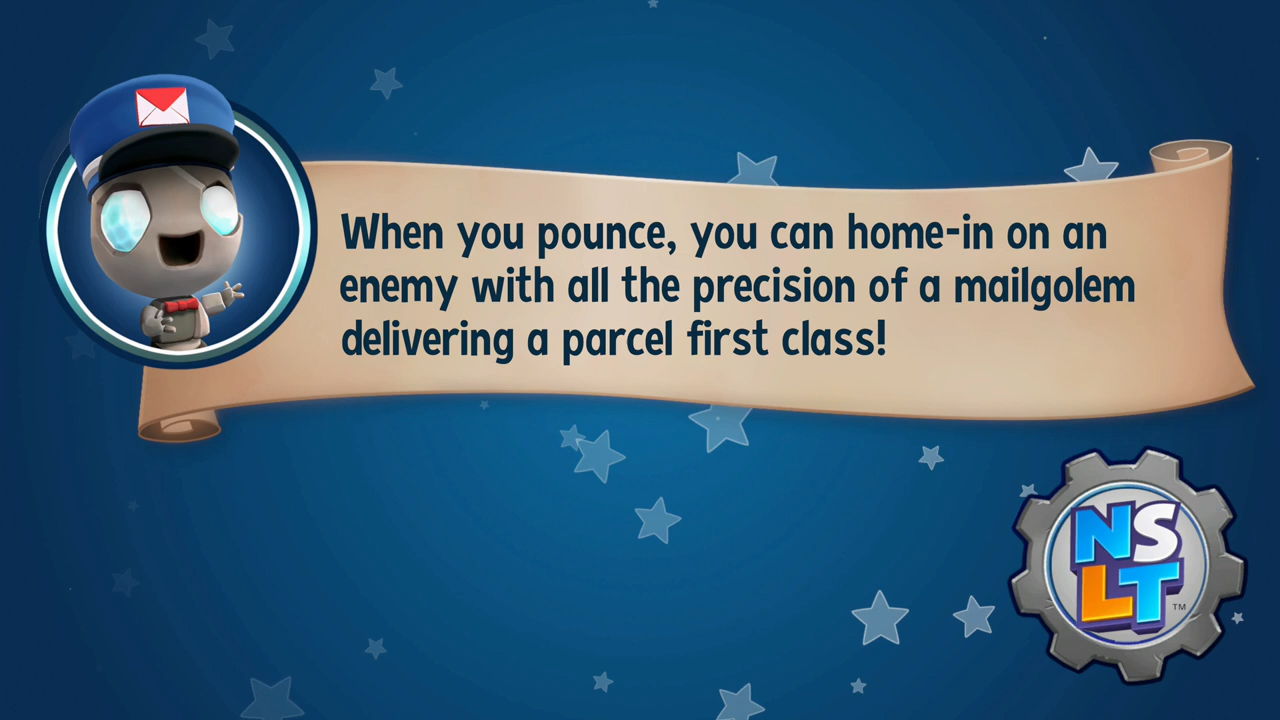 When you pounce, you can home-in on an
enemy with all the precision of a mailgolem
delivering a parcel first class!
NS
LT
TM